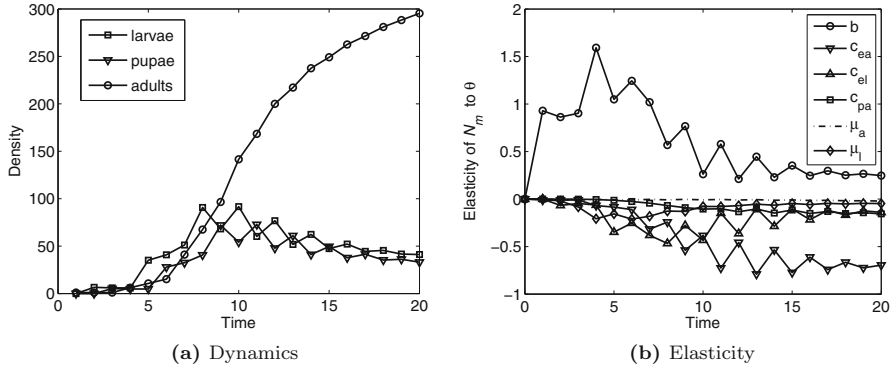 300
250
200
150
100
50
0
0
5
10
15
20
Density
Time
larvae
pupae
adults
(a) Dynamics
2
1.5
1
0.5
0
−0.5
−1
0
5
10
15
20
Elasticity of N_m to θ
Time
b
c_ea
c_el
c_pa
μ_a
μ_l
(b) Elasticity